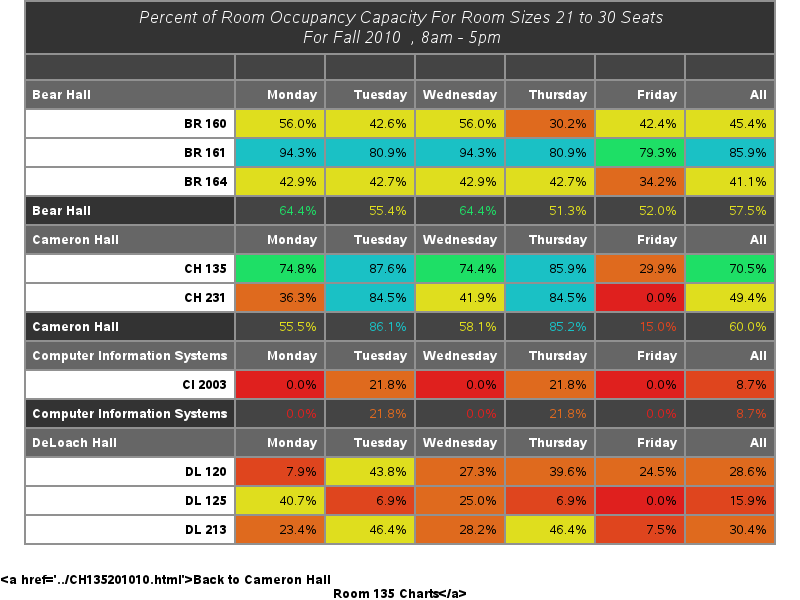 Percent of Room Occupancy Capacity For Room Sizes 21 to 30 Seats
For Fall 2010 , 8am - 5pm
Bear Hall Monday Tuesday Wednesday Thursday Friday All
BR 160 56.0% 42.6% 56.0% 30.2% 42.4% 45.4%
BR 161 94.3% 80.9% 94.3% 80.9% 79.3% 85.9%
BR 164 42.9% 42.7% 42.9% 42.7% 34.2% 41.1%
Bear Hall 64.4% 55.4% 64.4% 51.3% 52.0% 57.5%
Cameron Hall Monday Tuesday Wednesday Thursday Friday All
CH 135 74.8% 87.6% 74.4% 85.9% 29.9% 70.5%
CH 231 36.3% 84.5% 41.9% 84.5% 0.0% 49.4%
Cameron Hall 55.5% 86.1% 58.1% 85.2% 15.0% 60.0%
Computer Information Systems Monday Tuesday Wednesday Thursday Friday All
CI 2003 0.0% 21.8% 0.0% 21.8% 0.0% 8.7%
Computer Information Systems 0.0% 21.8% 0.0% 21.8% 0.0% 8.7%
DeLoach Hall Monday Tuesday Wednesday Thursday Friday All
DL 120 7.9% 43.8% 27.3% 39.6% 24.5% 28.6%
DL 125 40.7% 6.9% 25.0% 6.9% 0.0% 15.9%
DL 213 23.4% 46.4% 28.2% 46.4% 7.5% 30.4%
<a href='../CH135201010.html'>Back to Cameron Hall
Room 135 Charts</a>